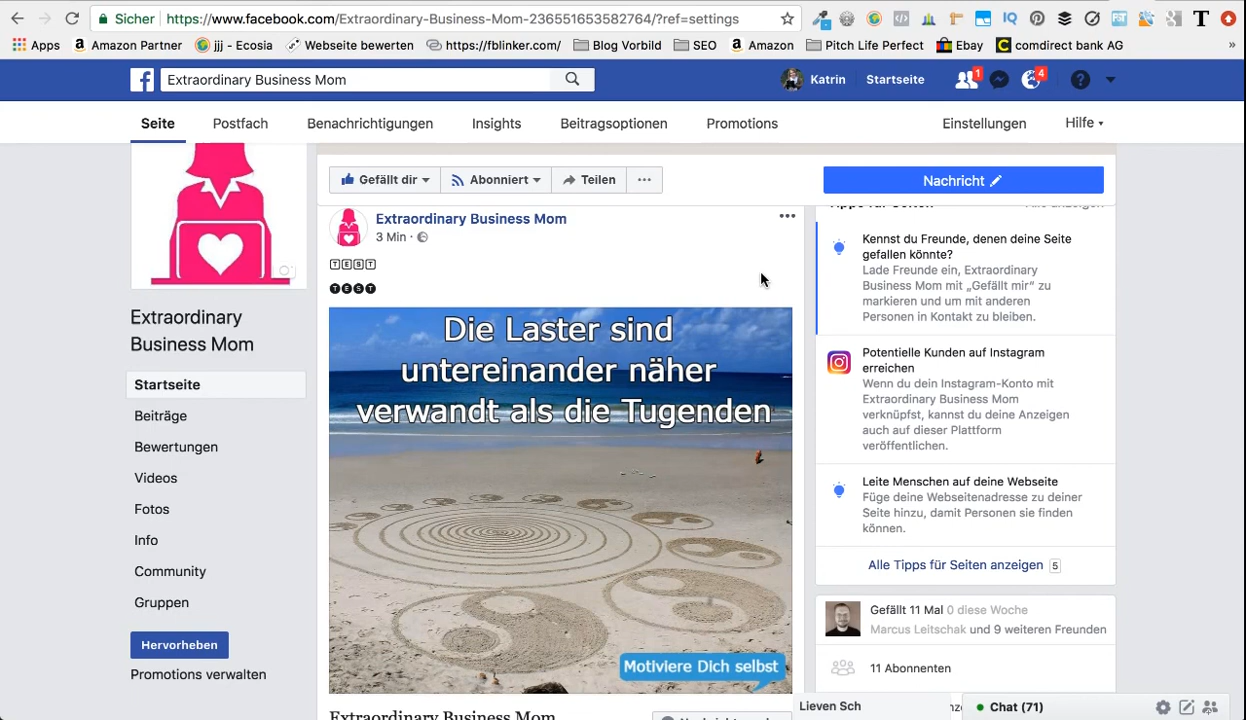 Sicher https://www.facebook.com/Extraordinary-Business-Mom-236551653582764/?ref=settings
Apps Amazon Partner jjj - Ecosia Webseite bewerten https://fblinker.com/ Blog Vorbild SEO Amazon Pitch Life Perfect Ebay comdirect bank AG »
Extraordinary Business Mom Katrin Startseite 1 4
Seite Postfach Benachrichtigungen Insights Beitragsoptionen Promotions Einstellungen Hilfe
Gefällt dir Abonniert Teilen ... Nachricht
Extraordinary Business Mom
3 Min ·
🅃🄴🅂🅃
🅣🅔🅢🅣
Die Laster sind
untereinander näher
verwandt als die Tugenden
Motiviere Dich selbst
Extraordinary Business Mom
Extraordinary
Business Mom
Startseite
Beiträge
Bewertungen
Videos
Fotos
Info
Community
Gruppen
Hervorheben
Promotions verwalten
Tipps für Seiten Alle anzeigen
Kennst du Freunde, denen deine Seite
gefallen könnte?
Lade Freunde ein, Extraordinary
Business Mom mit „Gefällt mir" zu
markieren und um mit anderen
Personen in Kontakt zu bleiben.
Potentielle Kunden auf Instagram
erreichen
Wenn du dein Instagram-Konto mit
Extraordinary Business Mom
verknüpfst, kannst du deine Anzeigen
auch auf dieser Plattform
veröffentlichen.
Leite Menschen auf deine Webseite
Füge deine Webseitenadresse zu deiner
Seite hinzu, damit Personen sie finden
können.
Alle Tipps für Seiten anzeigen 5
Gefällt 11 Mal 0 diese Woche
Marcus Leitschak und 9 weiteren Freunden
11 Abonnenten
Lieven Sch
Chat (71)